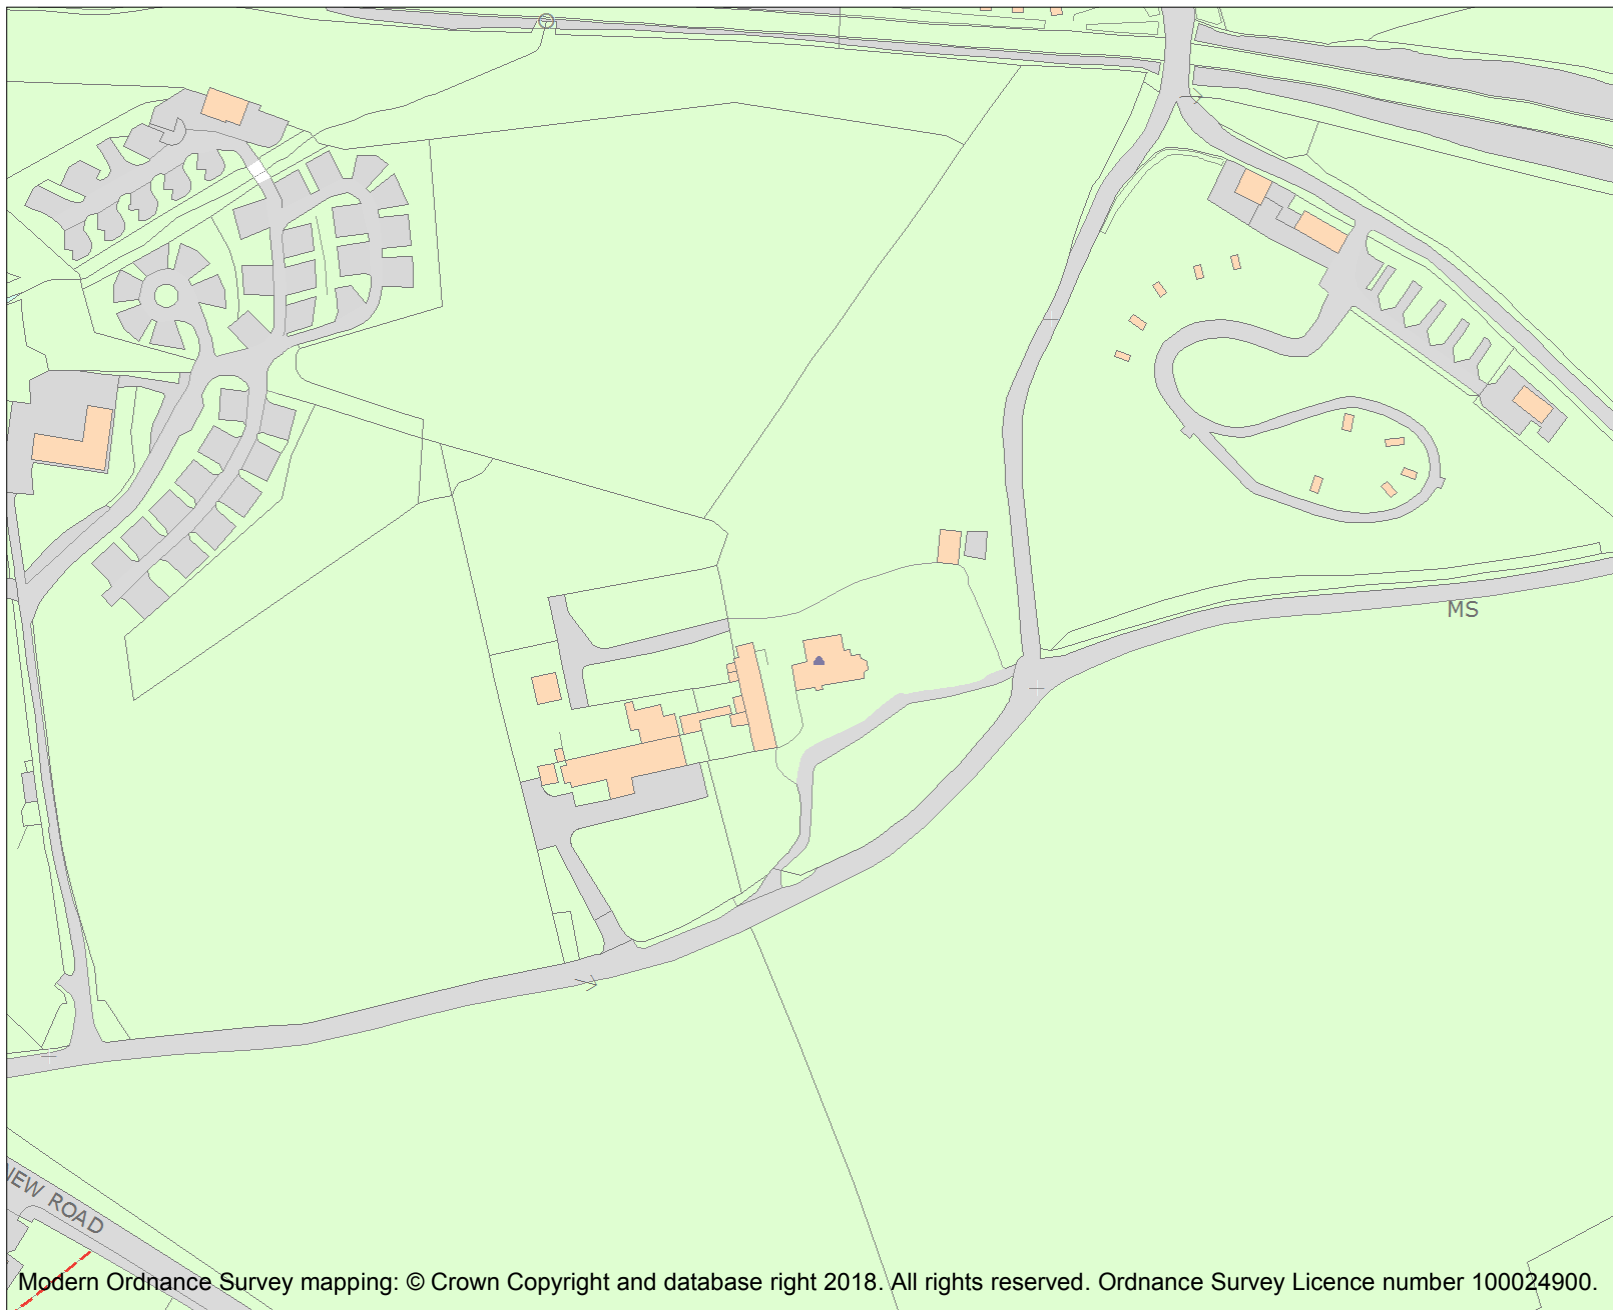 MS
NEW ROAD
Modern Ordnance Survey mapping: © Crown Copyright and database right 2018. All rights reserved. Ordnance Survey Licence number 100024900.